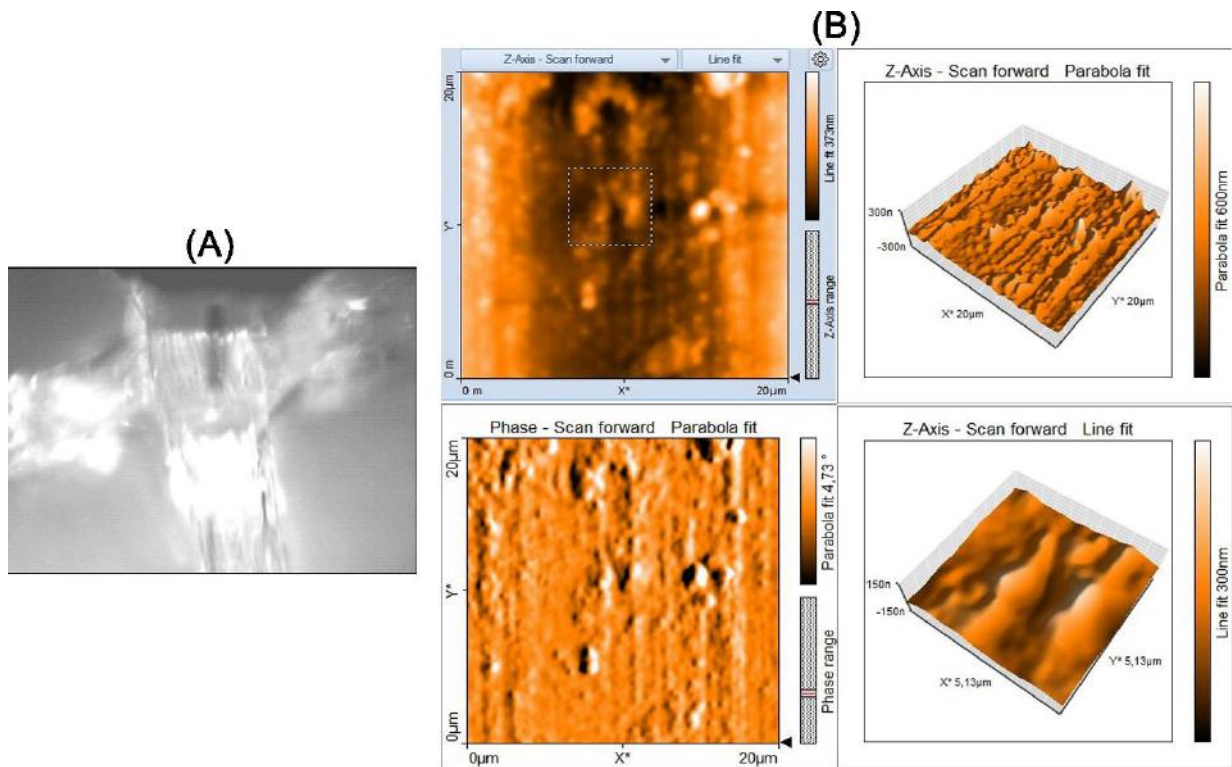 (A)
(B)
Z-Axis - Scan forward
Line fit
20µm
Y*
0 m
0 m
X*
20µm
Line fit 373nm
Z-Axis range
Z-Axis - Scan forward Parabola fit
300n
-300n
X* 20µm
Y* 20µm
Parabola fit 600nm
Phase - Scan forward Parabola fit
20µm
Y*
0µm
0µm
X*
20µm
Parabola fit 4,73 °
Phase range
Z-Axis - Scan forward Line fit
150n
-150n
X* 5,13µm
Y* 5,13µm
Line fit 300nm